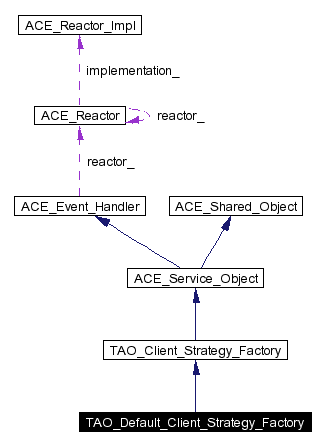 ACE_Reactor_Impl
implementation_
ACE_Reactor
reactor_
reactor_
ACE_Event_Handler
ACE_Shared_Object
ACE_Service_Object
TAO_Client_Strategy_Factory
TAO_Default_Client_Strategy_Factory